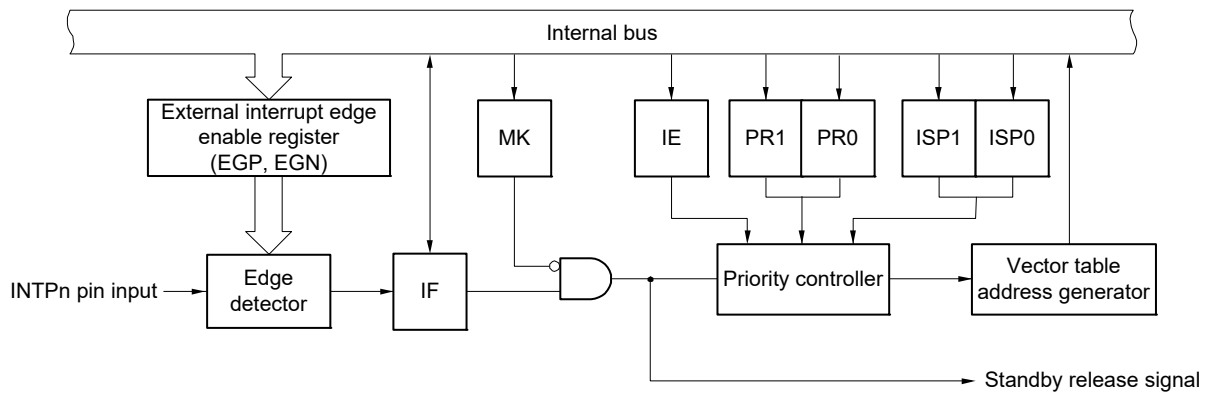 Internal bus
External interrupt edge
enable register
(EGP, EGN)
MK
IE
PR1
PR0
ISP1
ISP0
INTPn pin input
Edge
detector
IF
Priority controller
Vector table
address generator
Standby release signal